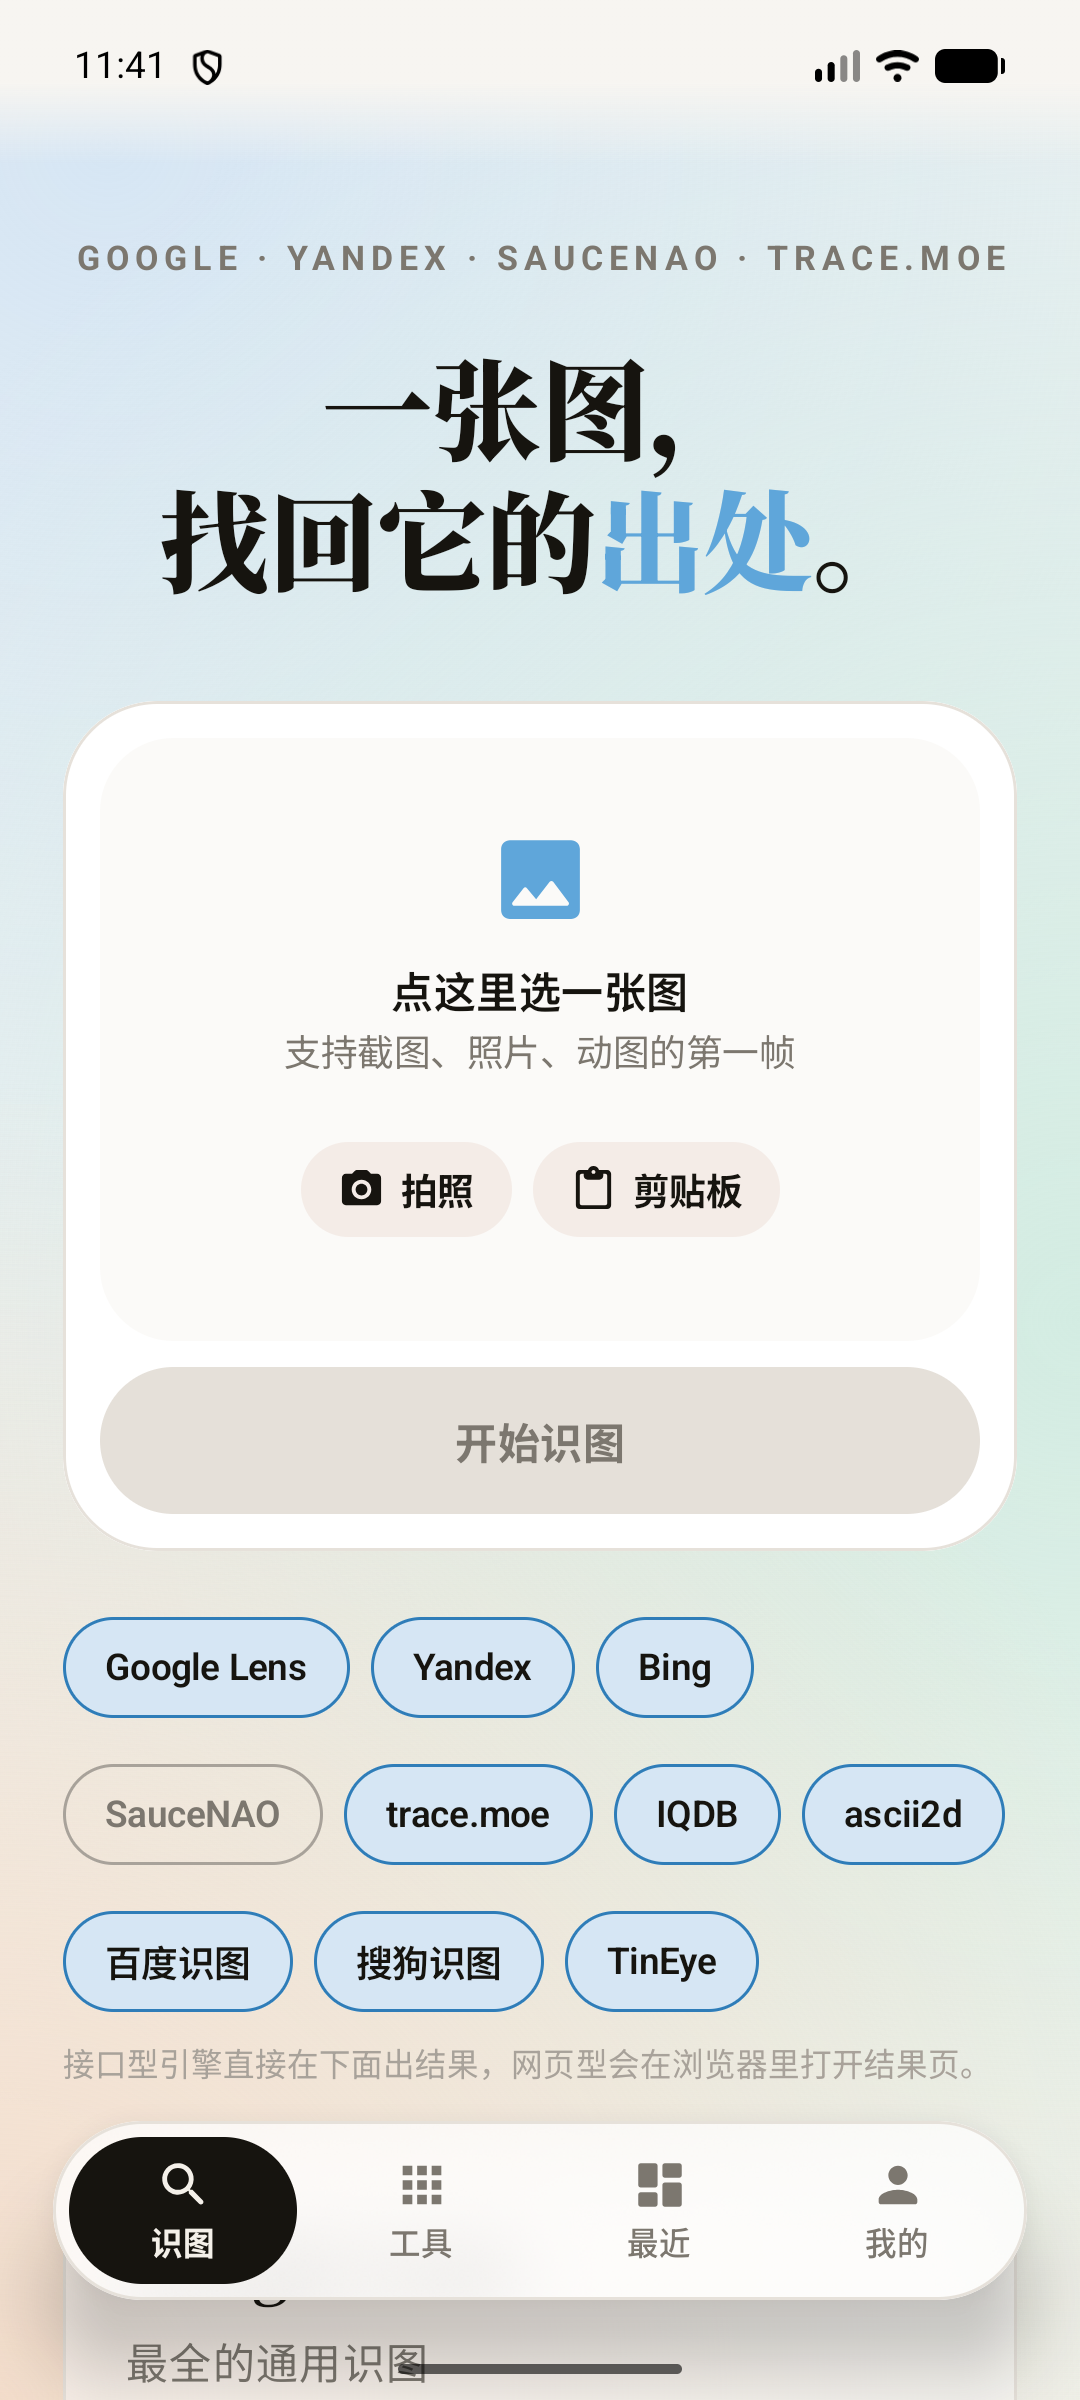 11:41
GOOGLE · YANDEX · SAUCENAO · TRACE.MOE
一张图，
找回它的出处。
点这里选一张图
支持截图、照片、动图的第一帧
拍照 剪贴板
开始识图
Google Lens Yandex Bing
SauceNAO trace.moe IQDB ascii2d
百度识图 搜狗识图 TinEye
接口型引擎直接在下面出结果，网页型会在浏览器里打开结果页。
识图 工具 最近 我的
最全的通用识图